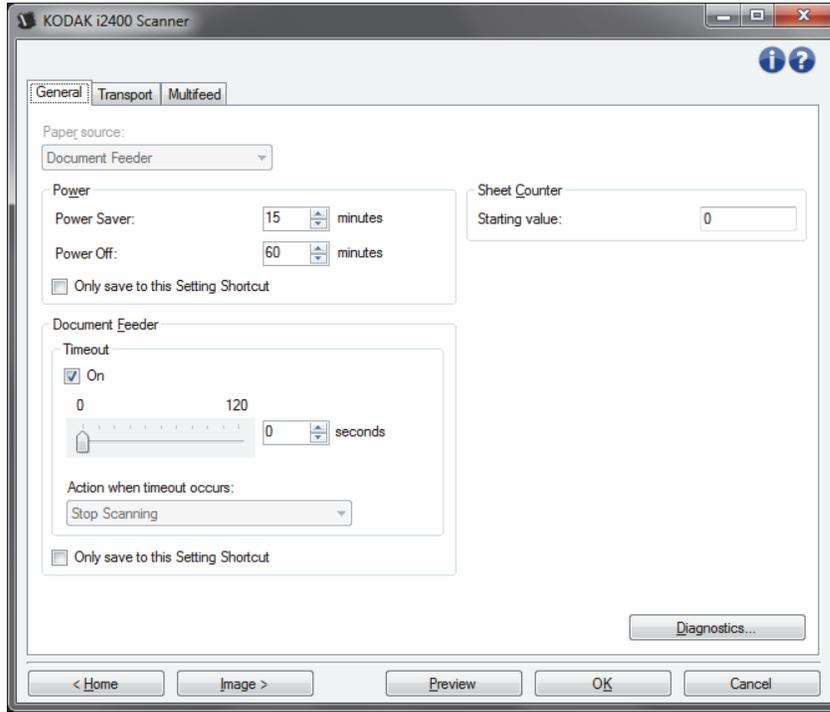 KODAK i2400 Scanner
General Transport Multifeed
Paper source:
Document Feeder
Power
Power Saver: 15 minutes
Power Off: 60 minutes
Only save to this Setting Shortcut
Sheet Counter
Starting value: 0
Document Feeder
Timeout
On
0 120
0 seconds
Action when timeout occurs:
Stop Scanning
Only save to this Setting Shortcut
Diagnostics...
< Home Image > Preview OK Cancel